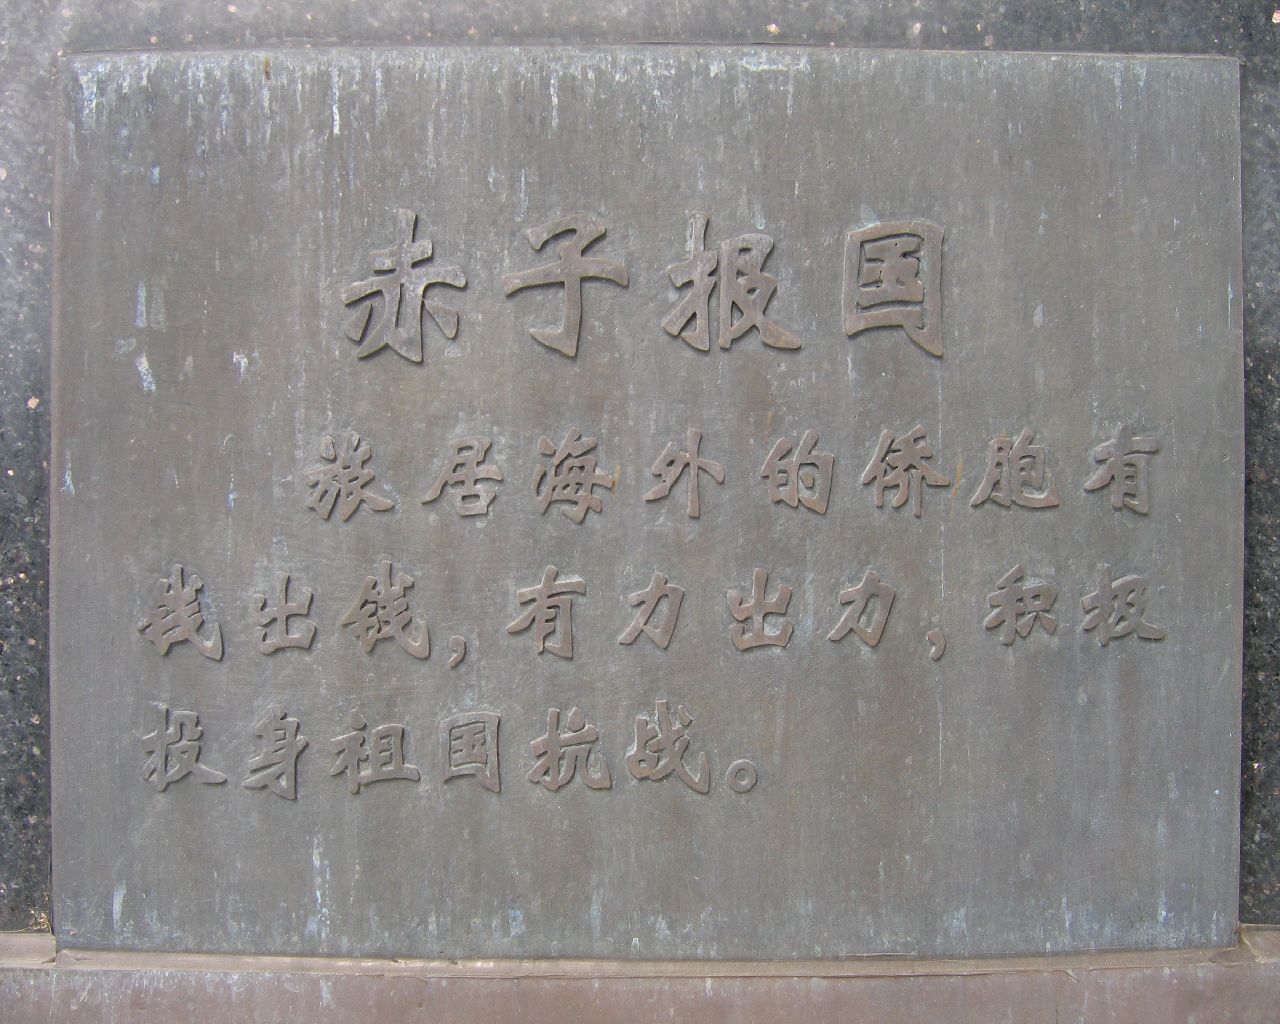 赤子报国
旅居海外的侨胞有
钱出钱,有力出力,积极
投身祖国抗战。